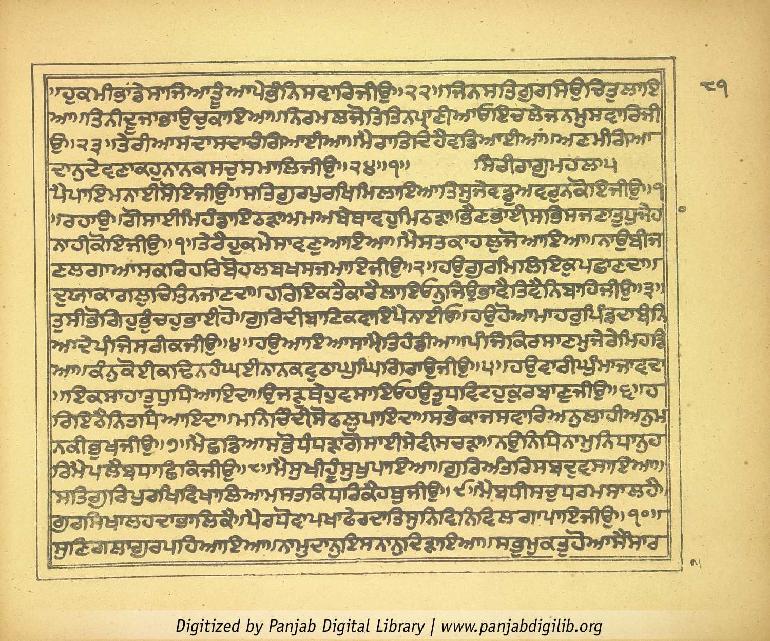 ੮੧
॥ਹੁਕਮੀਭਾਂਡੇਸਾਜਿਆਤੂੰਆਪੇਭੰਨਿਸਵਾਰਿਜੀਉ॥੨੨॥ਜਿਨਸਤਿਗੁਰਸਿਉਚਿਤੁਲਾਇ
ਆ॥ਤਿਨੀਦੂਜਾਭਾਉਚੁਕਾਇਆ॥ਨਿਰਮਲਜੋਤਿਤਿਨਪ੍ਰਾਣੀਆਓਇਚਲੇਜਨਮੁਸਵਾਰਿਜੀ
ਉ॥੨੩॥ਤੇਰੀਆਸਦਾਸਦਾਚੰਗਿਆਈਆ॥ਮੈਰਾਤਿਦਿਹੈਵਡਿਆਈਆਂ॥ਅਣਮੰਗਿਆ
ਦਾਨੁਦੇਵਣਾਕਹੁਨਾਨਕਸਚੁਸਮਾਲਿਜੀਉ॥੨੪॥੧॥ ਸਿਰੀਰਾਗੁਮਹਲਾ੫
ਪੈਪਾਇਮਨਾਈਸੋਇਜੀਉ॥ਸਤਿਗੁਰਪੁਰਖਿਮਿਲਾਇਆਤਿਸੁਜੇਵਡੁਅਵਰੁਨਕੋਇਜੀਉ॥੧
॥ਰਹਾਉ॥ਗੋਸਾਈਮਿਹੰਡਾਇਠੜਾ॥ਅੰਮਅਬੇਥਾਵਹੁਮਿਠੜਾ॥ਭੈਣਭਾਈਸਭਿਸਜਣਾਤੁਧੁਜੇਹਾ
ਨਾਹੀਕੋਇਜੀਉ॥੧॥ਤੇਰੈਹੁਕਮੇਸਾਵਣੁਆਇਆ॥ਮੈਸਤਕਾਹਲੁਜੋਆਇਆ॥ਨਾਉਬੀਜ
ਣਲਗਾਆਸਕਰਿਹਰਿਬੋਹਲਬਖਸਜਮਾਇਜੀਉ॥੨॥ਹਉਗੁਰਮਿਲਿਇਕੁਪਛਾਣਦਾ॥
ਦੁਯਾਕਾਗਲੁਚਿਤਿਨਜਾਣਦਾ॥ਹਰਿਇਕਤੈਕਾਰੈਲਾਇਓਨੁਜਿਉਭਾਵੈਤਿਵੈਨਿਬਾਹਿਜੀਉ॥੩॥
ਤੁਸੀਭੋਗਿਹੁਭੁੰਚਹੁਭਾਈਹੋ॥ਗੁਰਿਦੀਬਾਣਿਕਵਾਇਪੈਨਾਈਓ॥ਹਉਹੋਆਮਾਹਰੁਪਿੰਡਦਾਬੰਨਿ
ਆਦੇਪੰਜਿਸਰੀਕਜੀਉ॥੪॥ਹਉਆਇਆਸਾਮੈਤਿਹੰਡੀਆ॥ਪੰਜਿਕਿਰਸਾਣਮੁਜੇਰੇਮਿਹਡਿ
ਆ॥ਕੰਨੁਕੋਈਕਢਿਨਹੰਘਈਨਾਨਕਵੁਠਾਘੁਘਿਗਿਰਾਉਜੀਉ॥੫॥ਹਉਵਾਰੀਘੁੰਮਾਜਾਵਦਾ
॥ਇਕਸਾਹਾਤੁਧੁਧਿਆਇਦਾ॥ਉਜੜੁਥੇਹੁਵਸਾਇਓਹਉਤੁਧਵਿਟਹੁਕੁਰਬਾਣੁਜੀਉ॥੬॥ਹ
ਰਿਇਠੈਨਿਤਧਿਆਇਦਾ॥ਮਨਿਚਿੰਦੀਸੋਫਲੁਪਾਇਦਾ॥ਸਭੇਕਾਜਸਵਾਰਿਅਨੁਲਾਹੀਅਨੁਮ
ਨਕੀਭੁਖਜੀਉ॥੭॥ਮੈਛਡਿਆਸਭੋਧੰਧੜਾ॥ਗੋਸਾਈਸੇਵੀਸਚੜਾ॥ਨਉਨਿਧਿਨਾਮੁਨਿਧਾਨੁਹ
ਰਿਮੈਪਲੈਬਧਾਛਿਕਿਜੀਉ॥੮॥ਮੈਸੁਖੀਹੂੰਸੁਖੁਪਾਇਆ॥ਗੁਰਿਅੰਤਰਿਸਬਦੁਵਸਾਇਆ॥
ਸਤਿਗੁਰਿਪੁਰਖਿਵਿਖਾਲਿਆਮਸਤਕਿਧਰਿਕੈਹਥੁਜੀਉ॥੯॥ਮੈਬਧੀਸਚੁਧਰਮਸਾਲਹੈ॥
ਗੁਰਸਿਖਾਲਹਦਾਭਾਲਿਕੈ॥ਪੈਰਧੋਵਾਪਖਾਫੇਰਦਾਤਿਸੁਨਿਵਿਨਿਵਿਲਗਾਪਾਇਜੀਉ॥੧੦॥
ਸੁਣਿਗਲਾਗੁਰਪਹਿਆਇਆ॥ਨਾਮੁਦਾਨੁਇਸਨਾਨੁਦਿੜਾਇਆ॥ਸਭੁਮੁਕਤੁਹੋਆਸੈਸਾਰ
Digitized by Panjab Digital Library | www.panjabdigilib.org